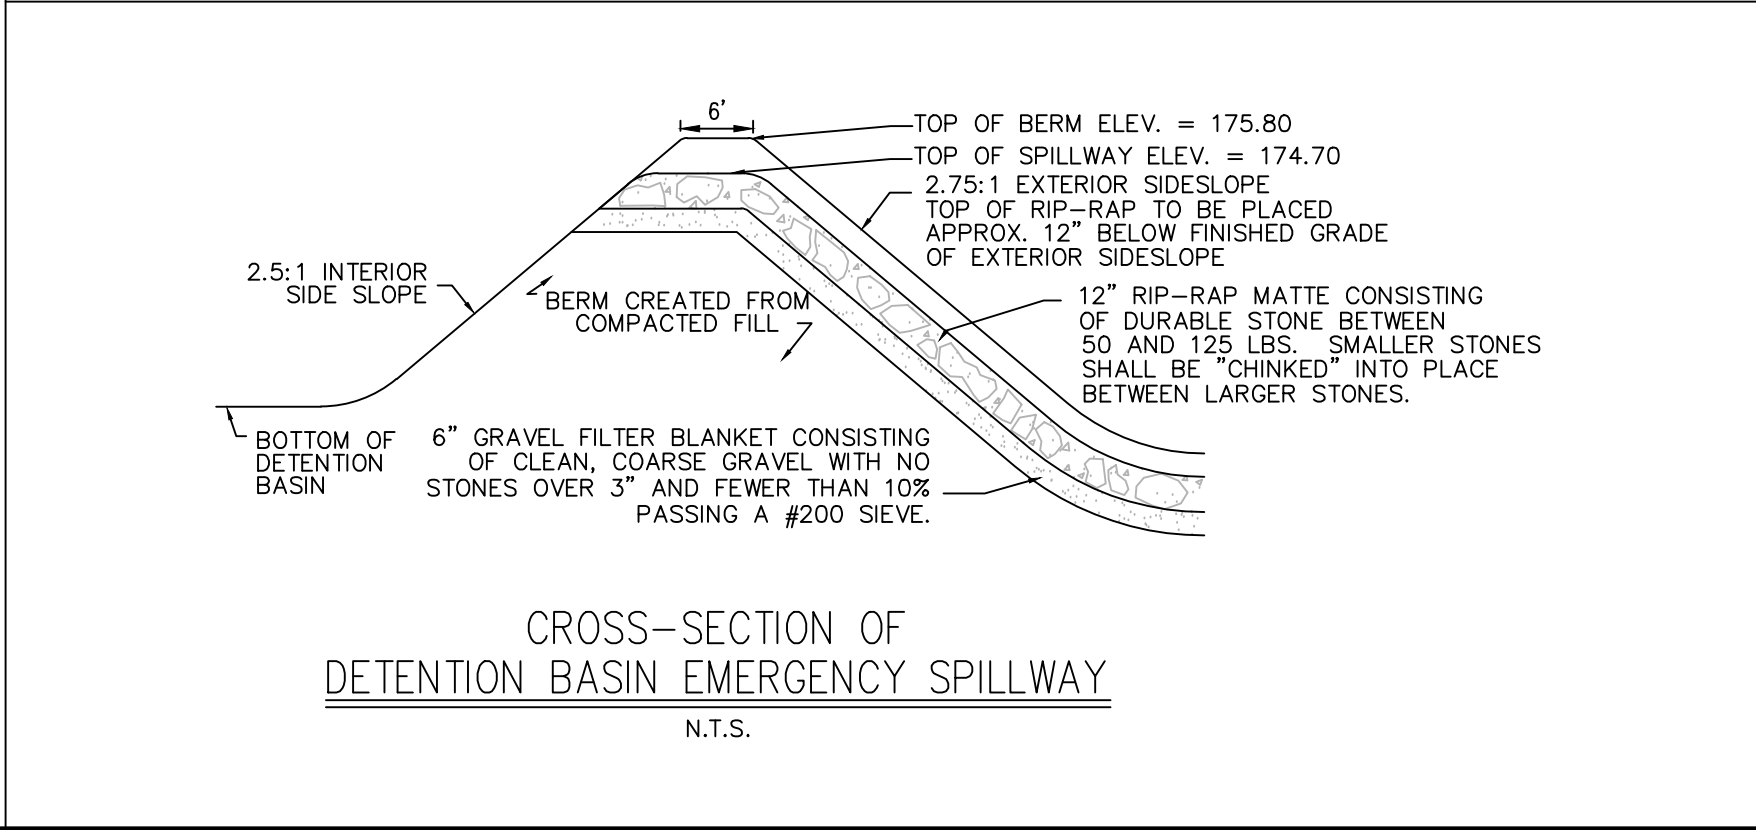 6'
TOP OF BERM ELEV. = 175.80
TOP OF SPILLWAY ELEV. = 174.70
2.75:1 EXTERIOR SIDESLOPE
TOP OF RIP-RAP TO BE PLACED
APPROX. 12" BELOW FINISHED GRADE
OF EXTERIOR SIDESLOPE
2.5:1 INTERIOR
SIDE SLOPE
BERM CREATED FROM
COMPACTED FILL
12" RIP-RAP MATTE CONSISTING
OF DURABLE STONE BETWEEN
50 AND 125 LBS. SMALLER STONES
SHALL BE "CHINKED" INTO PLACE
BETWEEN LARGER STONES.
BOTTOM OF
DETENTION
BASIN
6" GRAVEL FILTER BLANKET CONSISTING
OF CLEAN, COARSE GRAVEL WITH NO
STONES OVER 3" AND FEWER THAN 10%
PASSING A #200 SIEVE.
CROSS-SECTION OF
DETENTION BASIN EMERGENCY SPILLWAY
N.T.S.